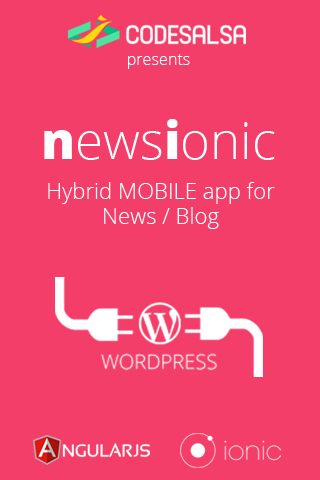 CODESALSA
presents
newsionic
Hybrid MOBILE app for
News / Blog
W
WORDPRESS
ANGULARJS
ionic